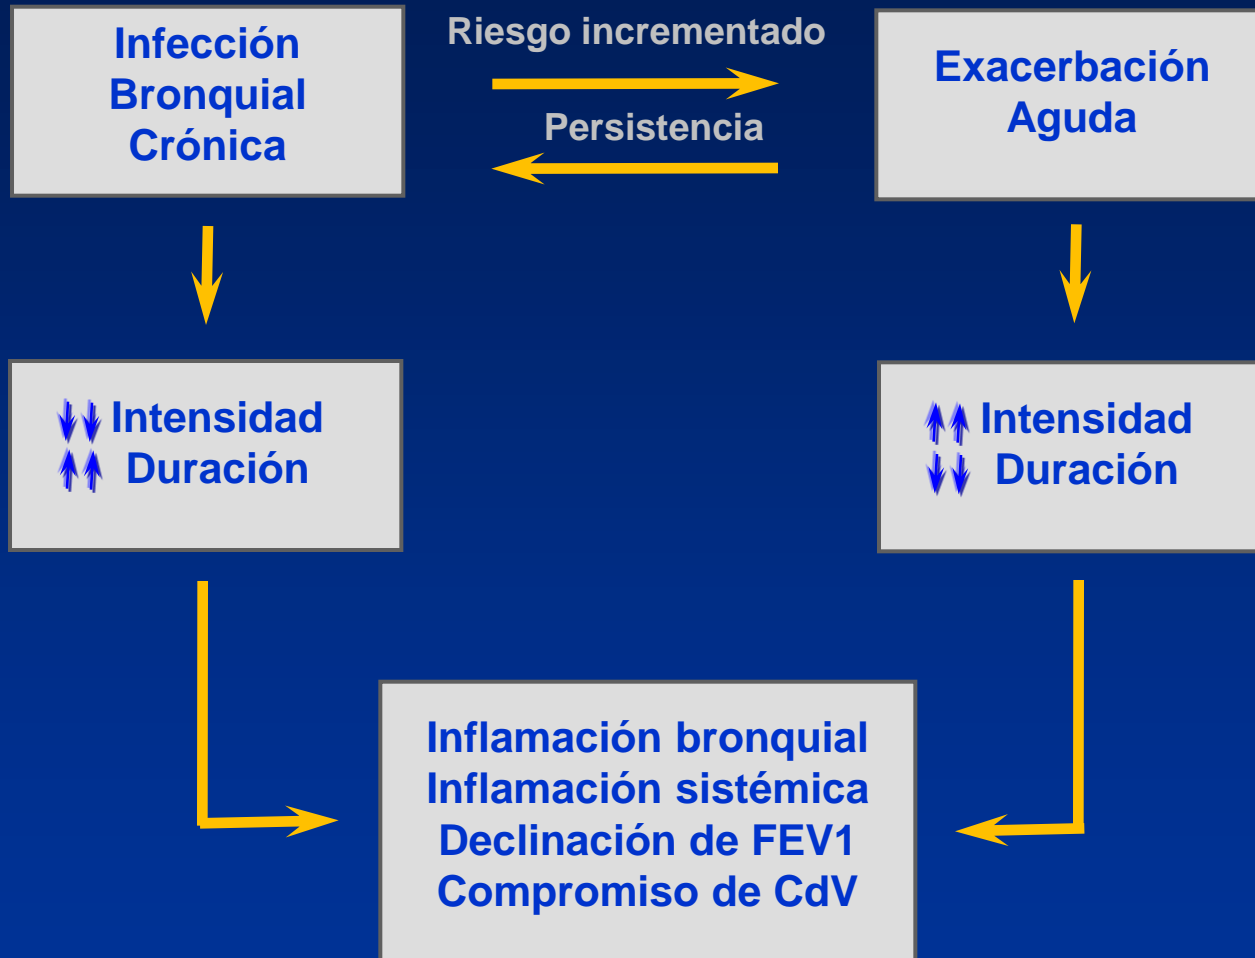 Infección
Bronquial
Crónica
Riesgo incrementado
Persistencia
Exacerbación
Aguda
Intensidad
Duración
Intensidad
Duración
Inflamación bronquial
Inflamación sistémica
Declinación de FEV1
Compromiso de CdV